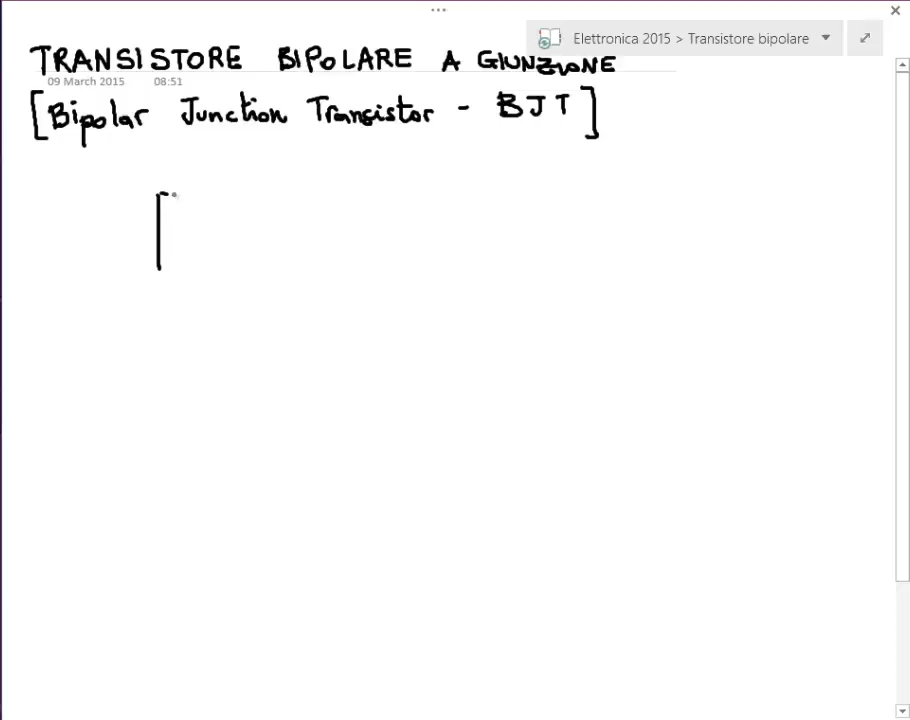 Elettronica 2015 > Transistore bipolare
TRANSISTORE BIPOLARE A GIUNZIONE
09 March 2015 08:51
[Bipolar Junction Transistor - BJT]